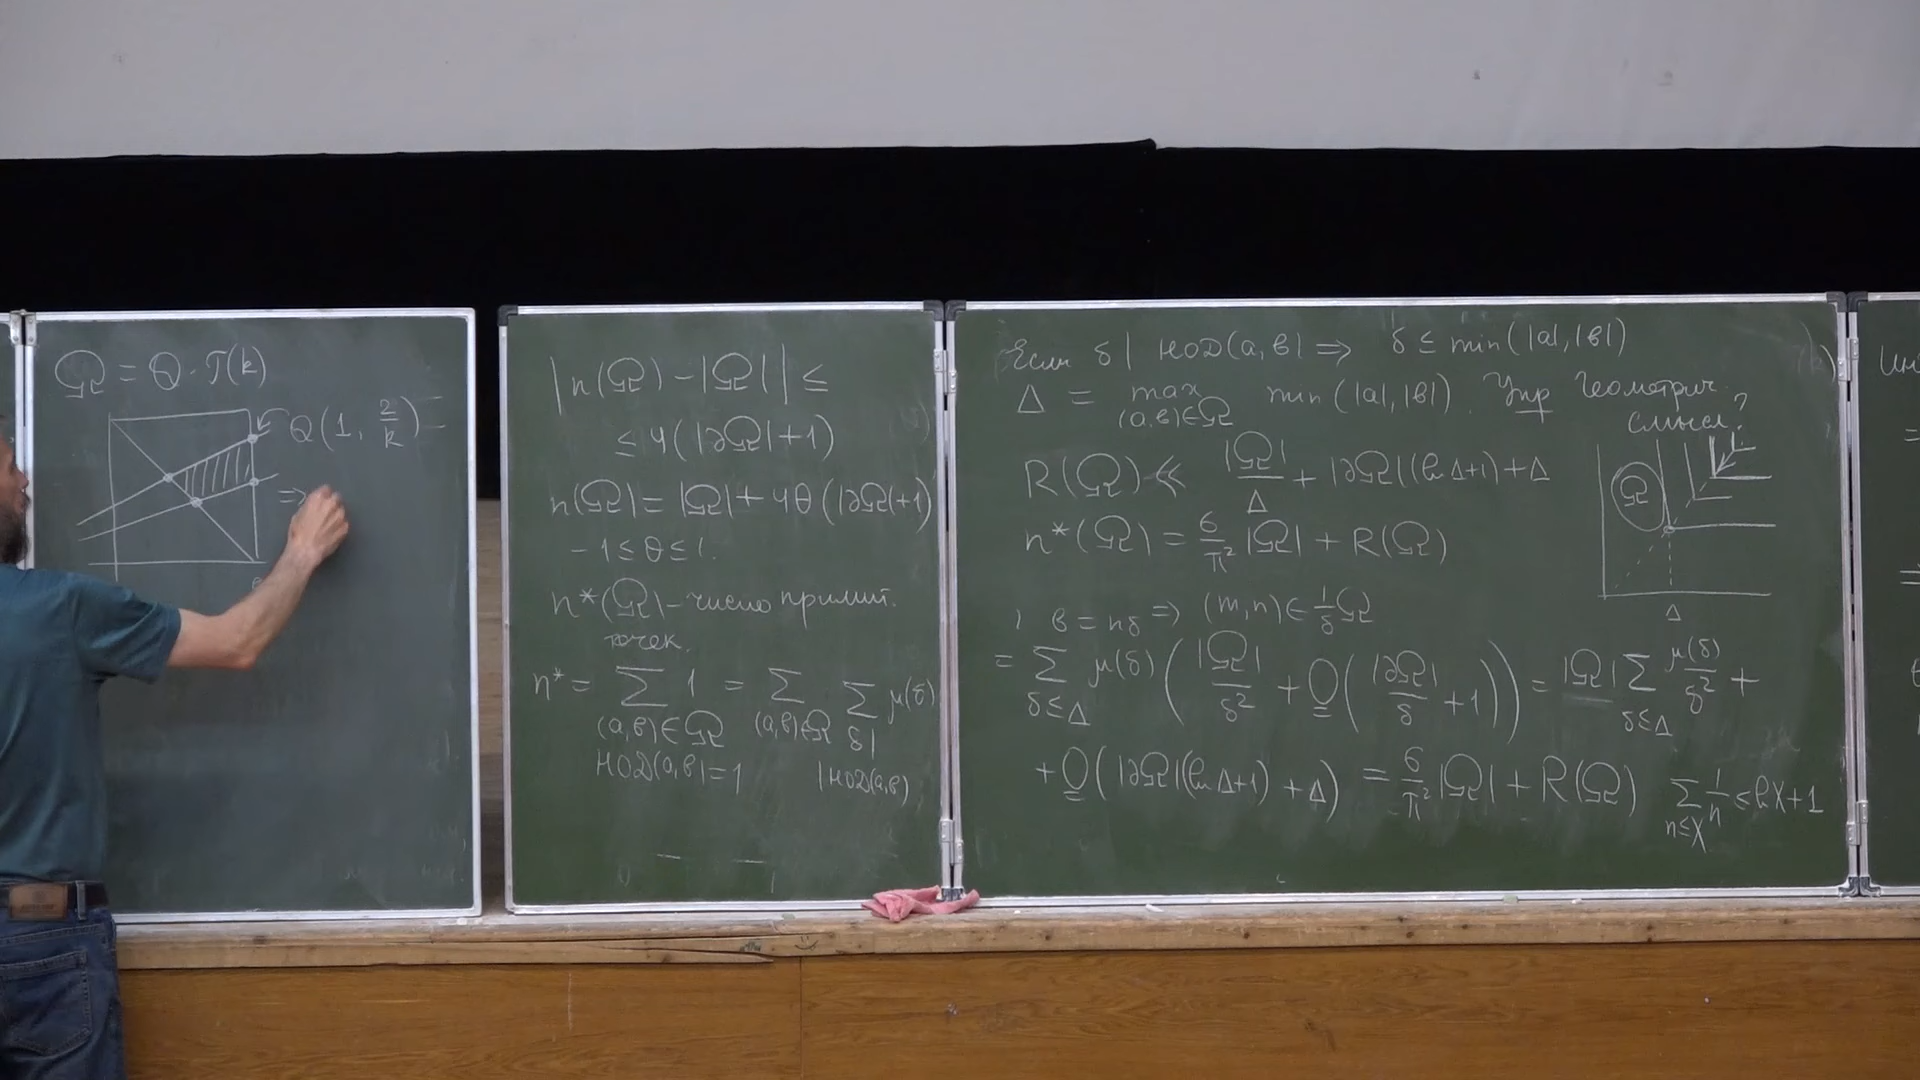 Ω = Q · T(k)
Q(1, 2/k) =
⇒
|n(Ω) − |Ω|| ≤
≤ 4(|∂Ω| + 1)
n(Ω) = |Ω| + 4θ(|∂Ω| + 1)
−1 ≤ θ ≤ 1.
n*(Ω) – число примит.
точек.
n* = ∑ 1 = ∑ ∑ μ(δ)
(a,b)∈Ω (a,b)∈Ω δ|
НОД(a,b)=1 |НОД(a,b)
Если δ | НОД(a,b) ⇒ δ ≤ min(|a|,|b|)
Δ = max min(|a|,|b|). Упр Геометрич.
(a,b)∈Ω смысл?
R(Ω) ≪ |Ω|/Δ + |∂Ω|(ln Δ+1) + Δ
Ω
n*(Ω) = 6/π² |Ω| + R(Ω)
Δ
, b = nδ ⇒ (m,n) ∈ 1/δ Ω
= ∑ μ(δ) ( |Ω|/δ² + O( |∂Ω|/δ + 1)) = |Ω| ∑ μ(δ)/δ² +
δ≤Δ δ≤Δ
+ O(|∂Ω|(ln Δ+1) + Δ) = 6/π² |Ω| + R(Ω) ∑ 1/n ≤ ln X + 1
n≤X